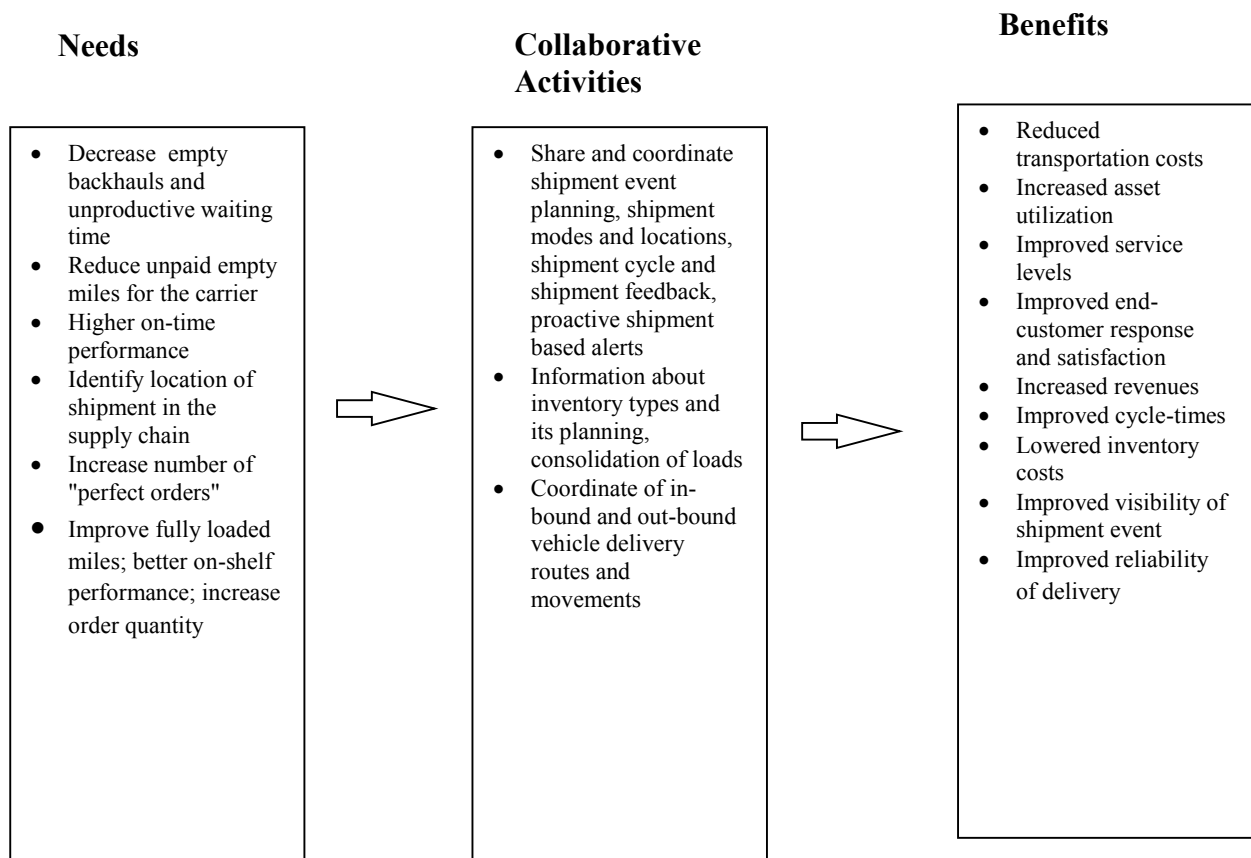 Needs
• Decrease empty
backhauls and
unproductive waiting
time
• Reduce unpaid empty
miles for the carrier
• Higher on-time
performance
• Identify location of
shipment in the
supply chain
• Increase number of
"perfect orders"
• Improve fully loaded
miles; better on-shelf
performance; increase
order quantity
Collaborative
Activities
• Share and coordinate
shipment event
planning, shipment
modes and locations,
shipment cycle and
shipment feedback,
proactive shipment
based alerts
• Information about
inventory types and
its planning,
consolidation of loads
• Coordinate of in-
bound and out-bound
vehicle delivery
routes and
movements
Benefits
• Reduced
transportation costs
• Increased asset
utilization
• Improved service
levels
• Improved end-
customer response
and satisfaction
• Increased revenues
• Improved cycle-times
• Lowered inventory
costs
• Improved visibility of
shipment event
• Improved reliability
of delivery